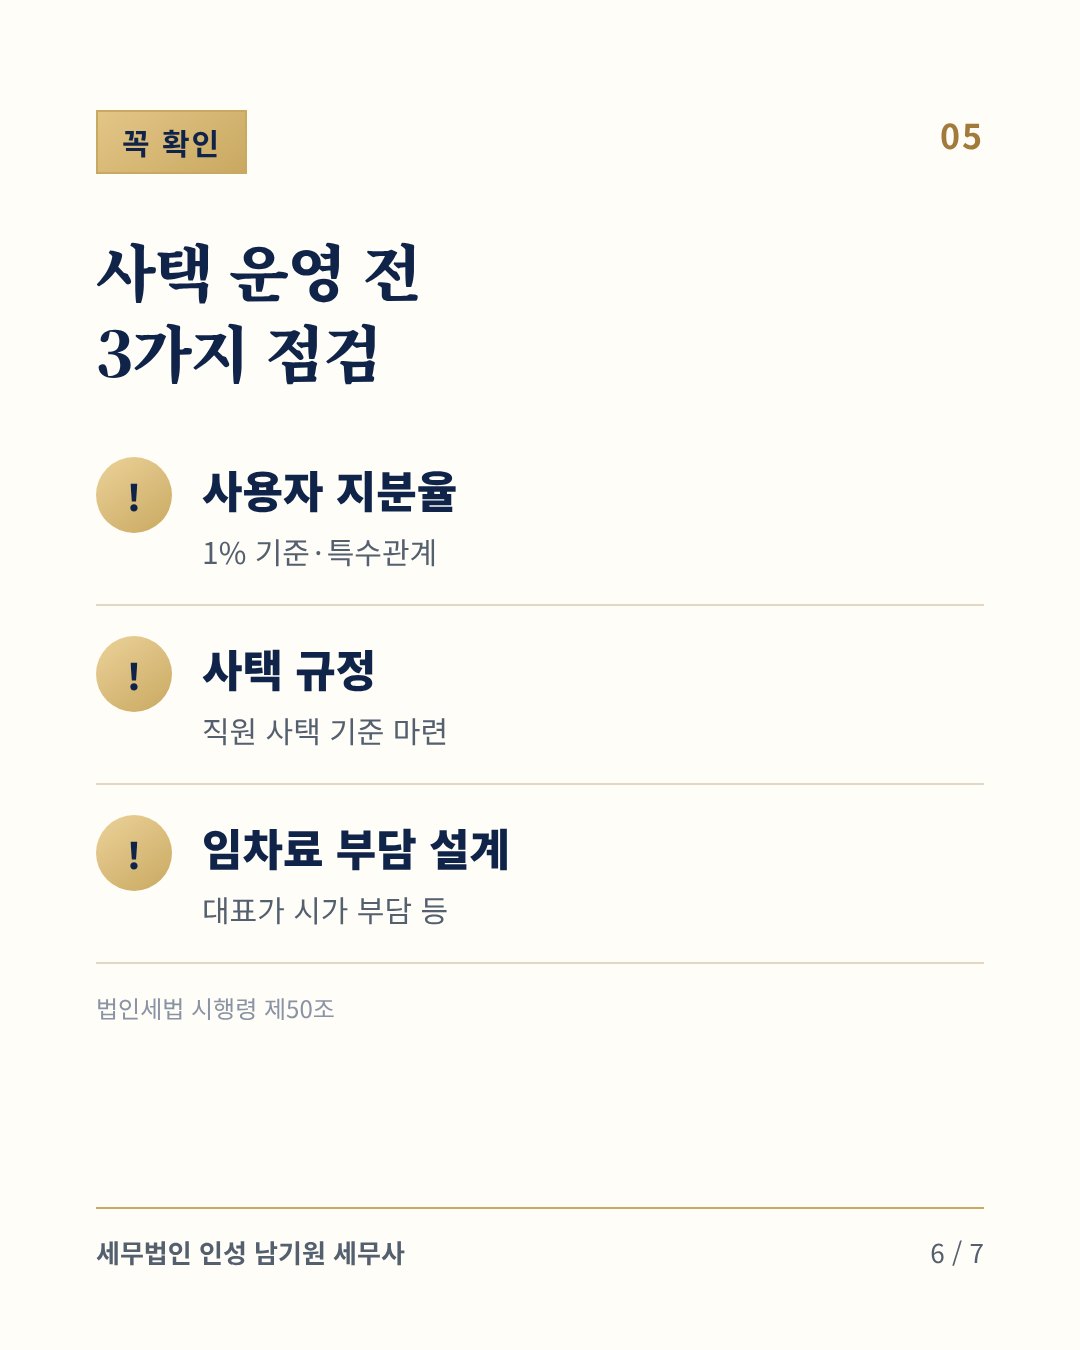 꼭 확인
05
사택 운영 전
3가지 점검
!
사용자 지분율
1% 기준·특수관계
!
사택 규정
직원 사택 기준 마련
!
임차료 부담 설계
대표가 시가 부담 등
법인세법 시행령 제50조
세무법인 인성 남기원 세무사
6 / 7